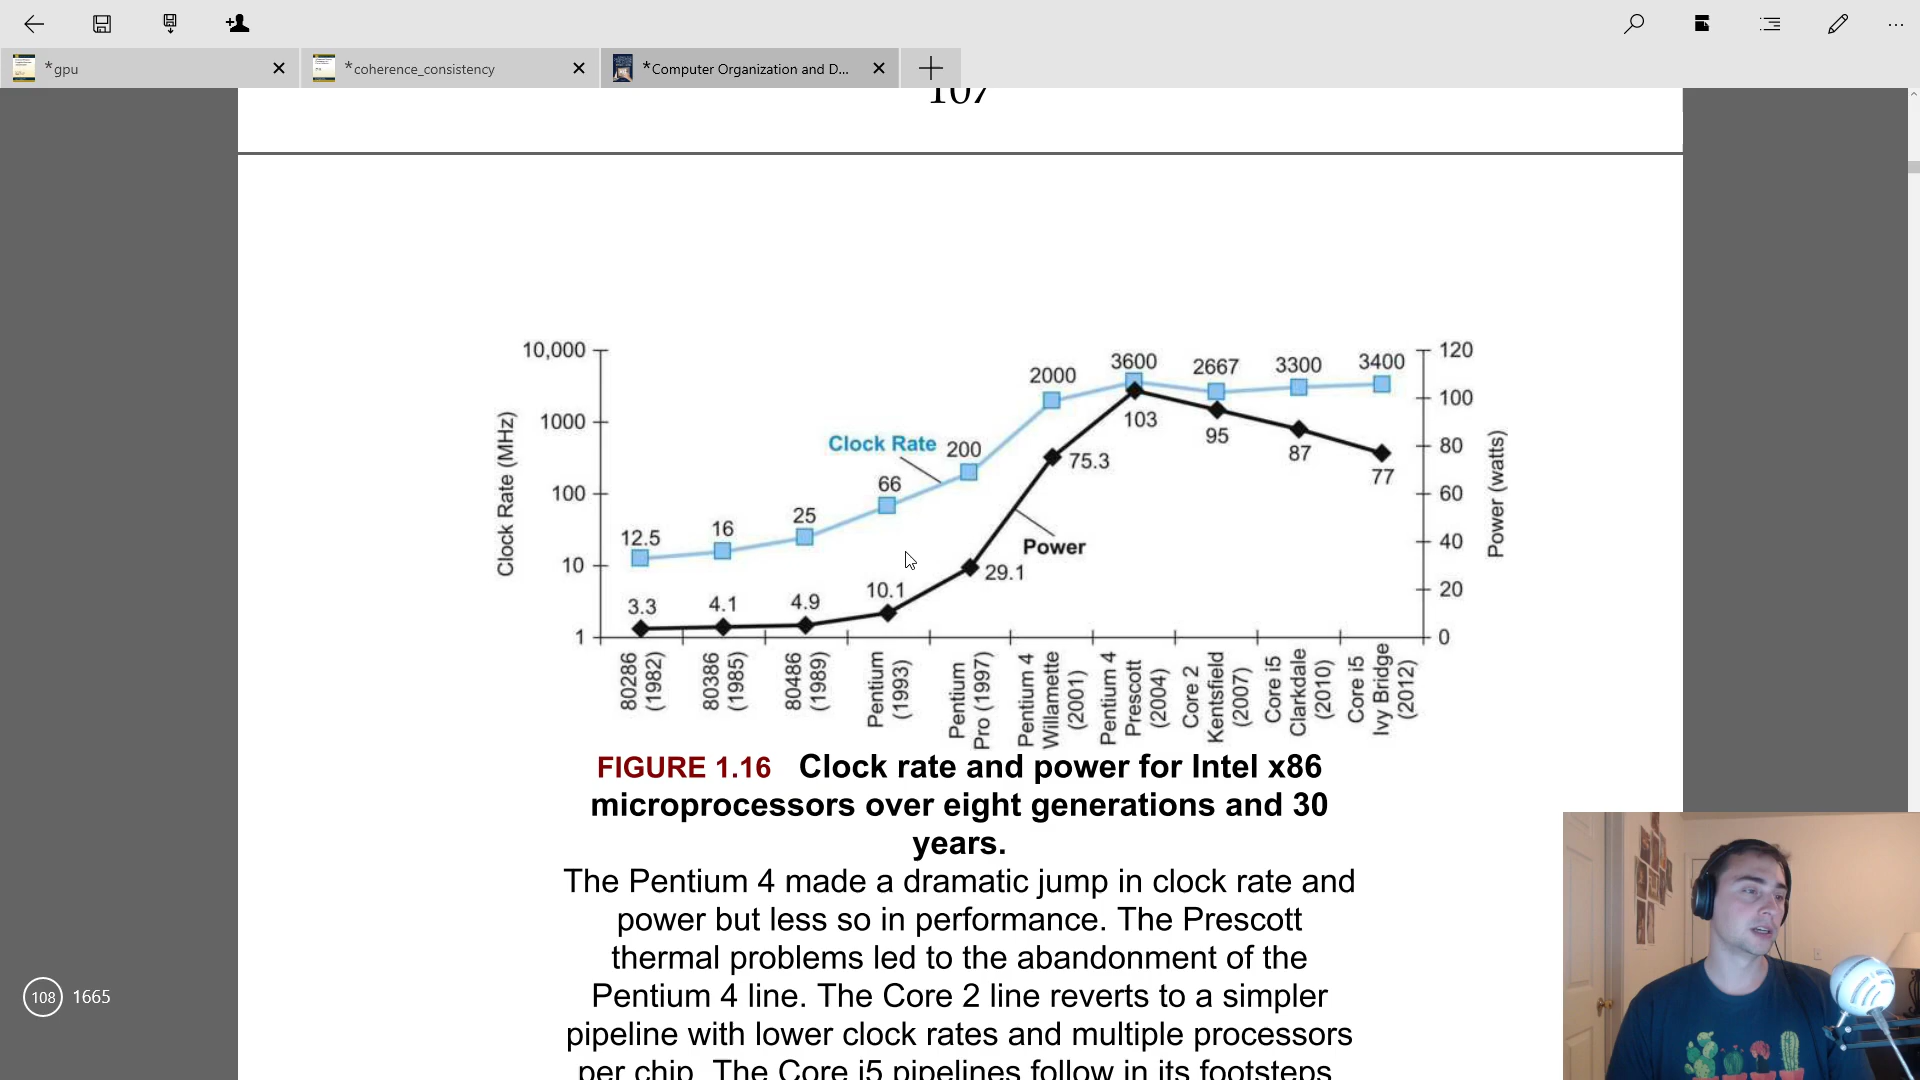 *gpu
*coherence_consistency
*Computer Organization and D...
107
10,000
1000
100
10
1
Clock Rate (MHz)
120
100
80
60
40
20
0
Power (watts)
12.5
16
25
66
200
2000
3600
2667
3300
3400
Clock Rate
3.3
4.1
4.9
10.1
29.1
75.3
103
95
87
77
Power
80286
(1982)
80386
(1985)
80486
(1989)
Pentium
(1993)
Pentium
Pro (1997)
Pentium 4
Willamette
(2001)
Pentium 4
Prescott
(2004)
Core 2
Kentsfield
(2007)
Core i5
Clarkdale
(2010)
Core i5
Ivy Bridge
(2012)
FIGURE 1.16 Clock rate and power for Intel x86
microprocessors over eight generations and 30
years.
The Pentium 4 made a dramatic jump in clock rate and
power but less so in performance. The Prescott
thermal problems led to the abandonment of the
Pentium 4 line. The Core 2 line reverts to a simpler
pipeline with lower clock rates and multiple processors
per chip. The Core i5 pipelines follow in its footsteps.
108 1665